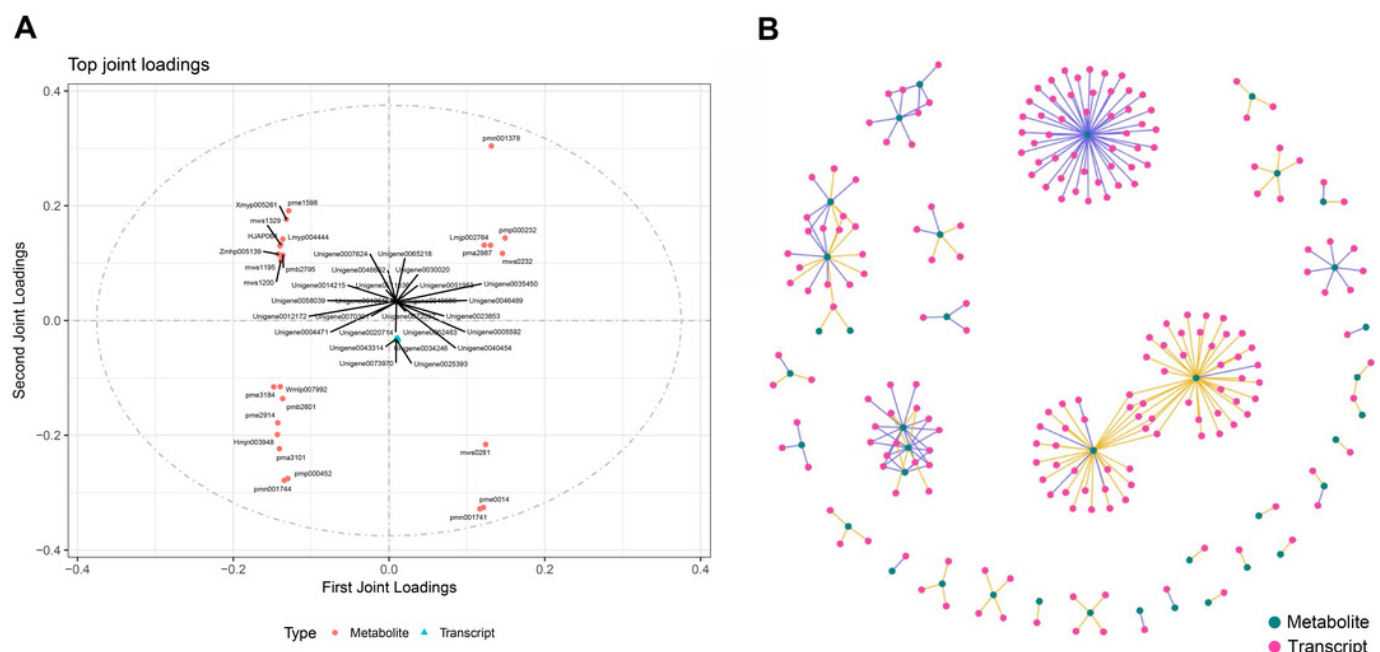 A
B
Top joint loadings
0.4
0.2
0.0
−0.2
−0.4
Second Joint Loadings
pmn001378
Xmyp005261
pme1598
mws1329
HJAP064
Lmyp004444
Zmhp005139
mws1195
pmb2795
mws1200
pmp000232
Lmjp002764
pma2987
mws0232
Unigene0007624
Unigene0065218
Unigene0030020
Unigene0014215
Unigene0035450
Unigene0058039
Unigene0046489
Unigene0012172
Unigene0023853
Unigene0004471
Unigene0020714
Unigene0005592
Unigene0043314
Unigene0034246
Unigene0040454
Unigene0073970
Unigene0025393
pme3184
Wmlp007992
pmb2601
pme2914
Hmjn003948
pma3101
pmp000452
pmn001744
mws0281
pme0014
pmn001741
−0.4
−0.2
0.0
0.2
0.4
First Joint Loadings
Type
Metabolite
Transcript
Metabolite
Transcript